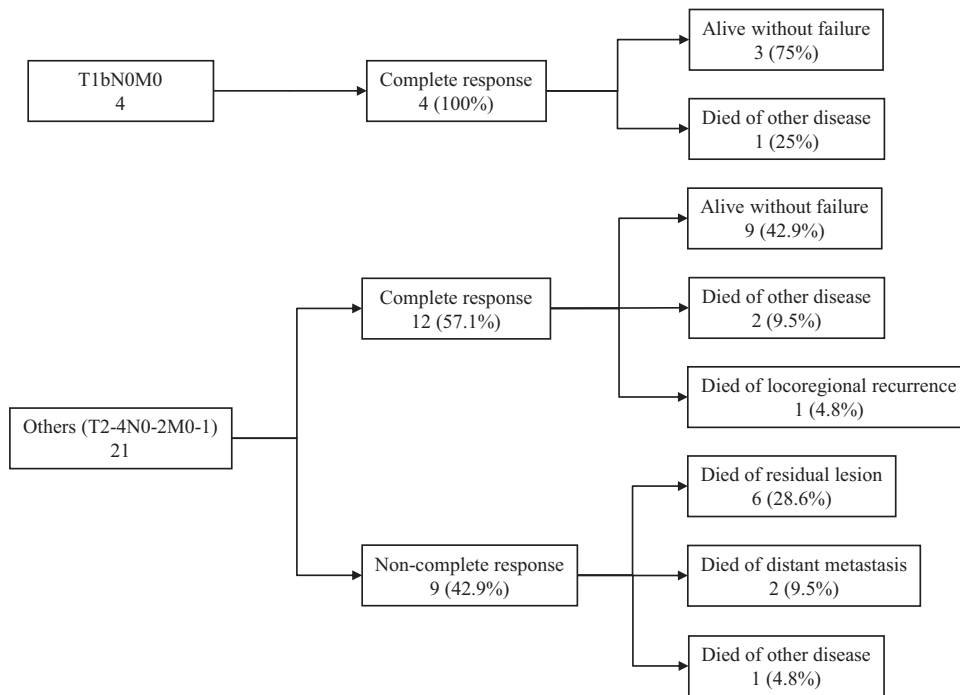 T1bN0M0
4
Complete response
4 (100%)
Alive without failure
3 (75%)
Died of other disease
1 (25%)
Others (T2-4N0-2M0-1)
21
Complete response
12 (57.1%)
Alive without failure
9 (42.9%)
Died of other disease
2 (9.5%)
Died of locoregional recurrence
1 (4.8%)
Non-complete response
9 (42.9%)
Died of residual lesion
6 (28.6%)
Died of distant metastasis
2 (9.5%)
Died of other disease
1 (4.8%)